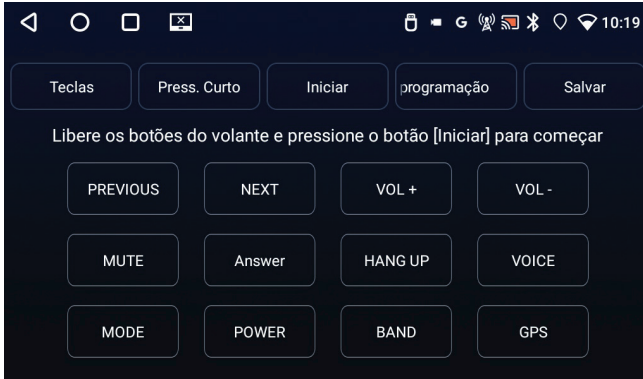 10:19
Teclas Press. Curto Iniciar programação Salvar
Libere os botões do volante e pressione o botão [Iniciar] para começar
PREVIOUS NEXT VOL + VOL -
MUTE Answer HANG UP VOICE
MODE POWER BAND GPS